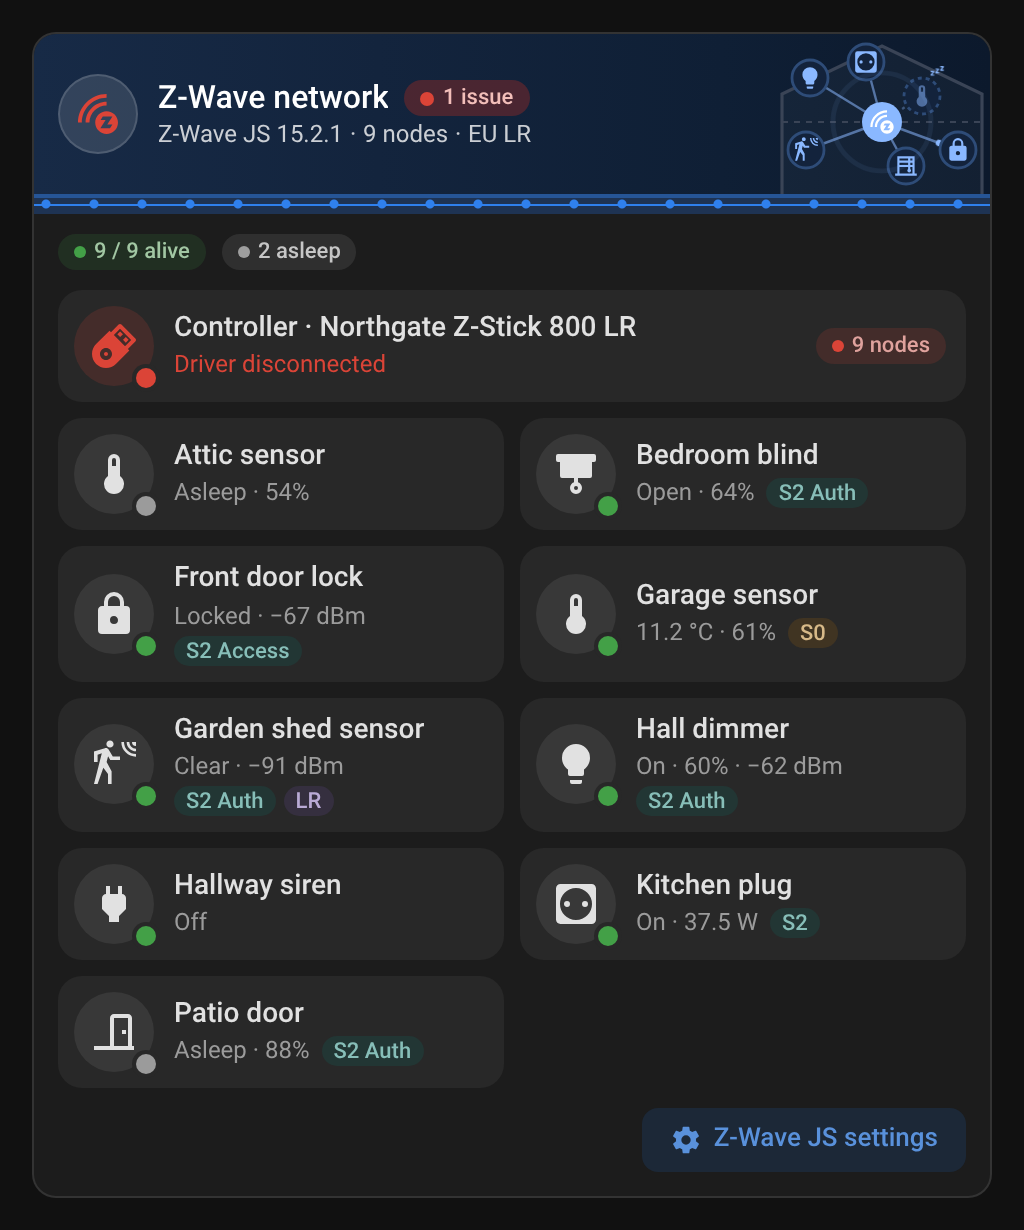 Z-Wave network
1 issue
Z-Wave JS 15.2.1 · 9 nodes · EU LR
9 / 9 alive
2 asleep
Controller · Northgate Z-Stick 800 LR
Driver disconnected
9 nodes
Attic sensor
Asleep · 54%
Bedroom blind
Open · 64%
S2 Auth
Front door lock
Locked · −67 dBm
S2 Access
Garage sensor
11.2 °C · 61%
S0
Garden shed sensor
Clear · −91 dBm
S2 Auth
LR
Hall dimmer
On · 60% · −62 dBm
S2 Auth
Hallway siren
Off
Kitchen plug
On · 37.5 W
S2
Patio door
Asleep · 88%
S2 Auth
Z-Wave JS settings